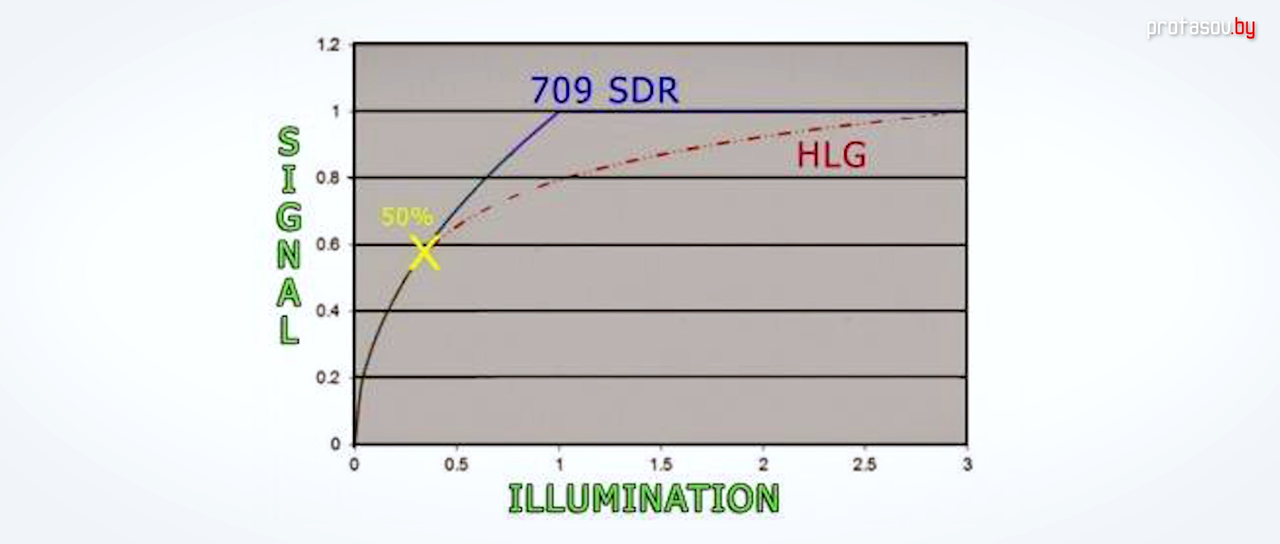 protasov.by
1.2
709 SDR
1
HLG
0.8
50%
0.6
0.4
0.2
0
SIGNAL
0 0.5 1 1.5 2 2.5 3
ILLUMINATION